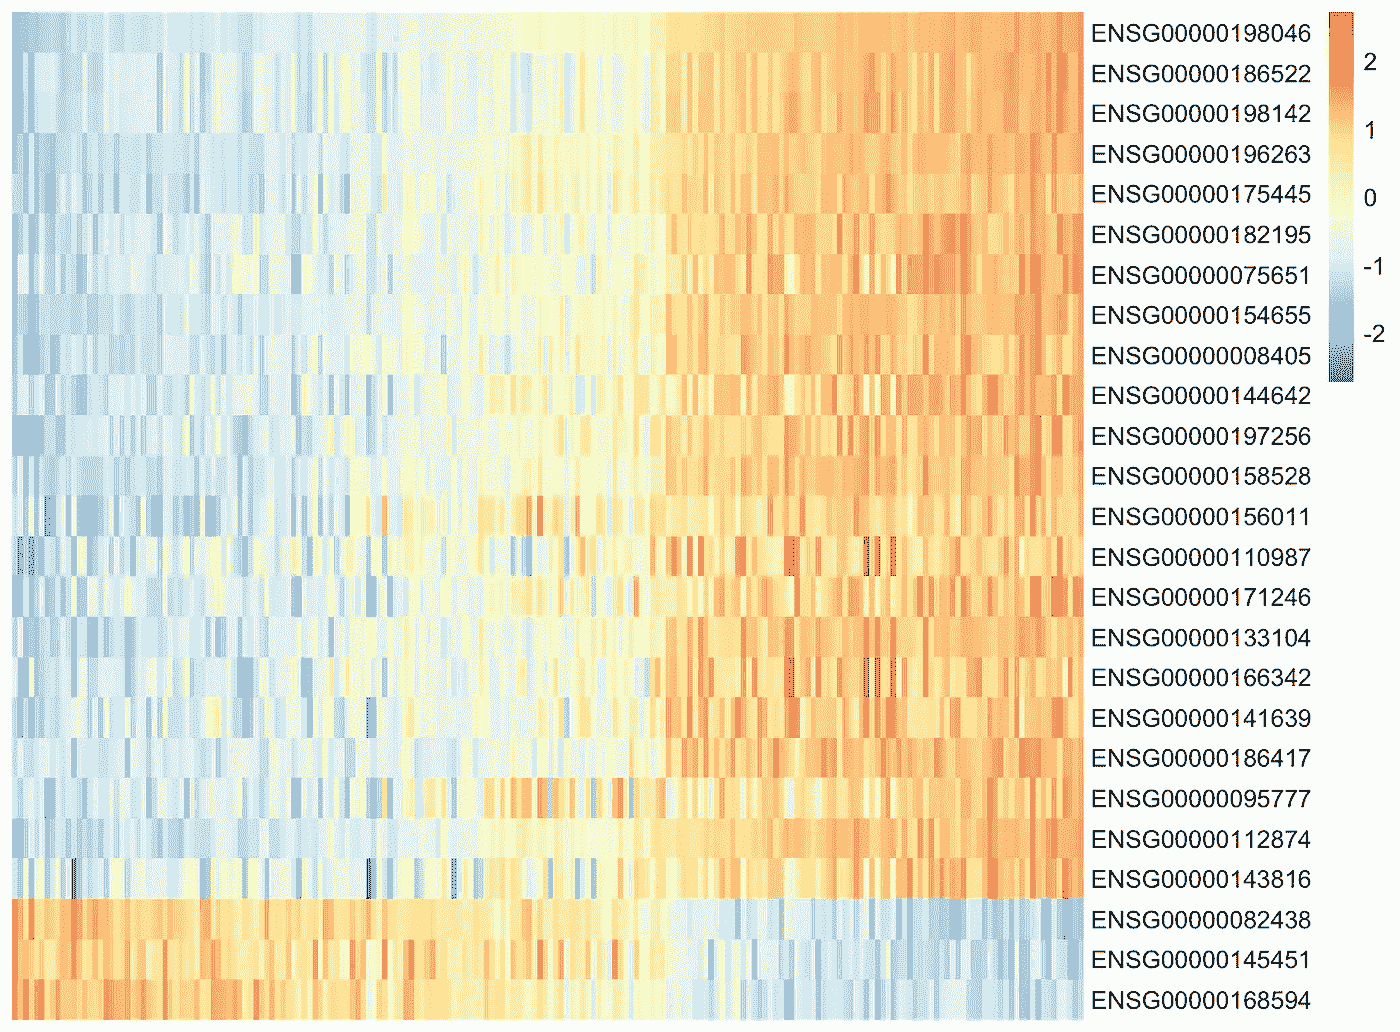 ENSG00000198046
ENSG00000186522
ENSG00000198142
ENSG00000196263
ENSG00000175445
ENSG00000182195
ENSG00000075651
ENSG00000154655
ENSG00000008405
ENSG00000144642
ENSG00000197256
ENSG00000158528
ENSG00000156011
ENSG00000110987
ENSG00000171246
ENSG00000133104
ENSG00000166342
ENSG00000141639
ENSG00000186417
ENSG00000095777
ENSG00000112874
ENSG00000143816
ENSG00000082438
ENSG00000145451
ENSG00000168594
2
1
0
-1
-2